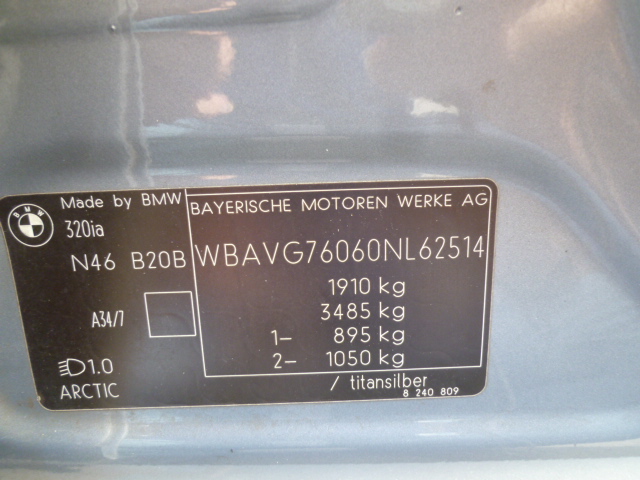 BMW
Made by BMW
320ia
N46 B20B
A34/7
1.0
ARCTIC
BAYERISCHE MOTOREN WERKE AG
WBAVG76060NL62514
1910 kg
3485 kg
1- 895 kg
2- 1050 kg
/ titansilber
8 240 809